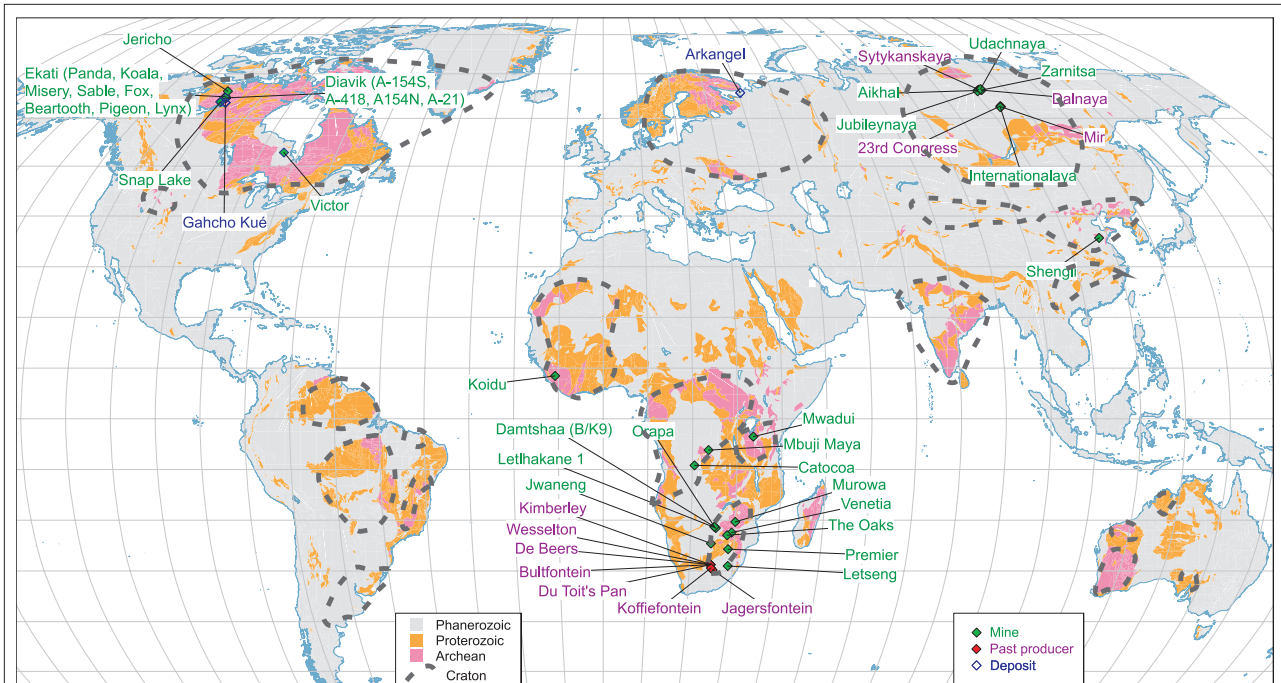 Jericho
Ekati (Panda, Koala,
Misery, Sable, Fox,
Beartooth, Pigeon, Lynx)
Diavik (A-154S,
A-418, A154N, A-21)
Snap Lake
Gahcho Kué
Victor
Arkangel
Sytykanskaya
Udachnaya
Zarnitsa
Aikhal
Dalnaya
Jubileynaya
23rd Congress
Mir
Internationalaya
Shengli
Koidu
Damtshaa (B/K9)
Orapa
Mwadui
Mbuji Maya
Letlhakane 1
Catocoa
Jwaneng
Murowa
Kimberley
Venetia
Wesselton
The Oaks
De Beers
Premier
Bultfontein
Letseng
Du Toit's Pan
Koffiefontein
Jagersfontein
Phanerozoic
Proterozoic
Archean
Craton
Mine
Past producer
Deposit